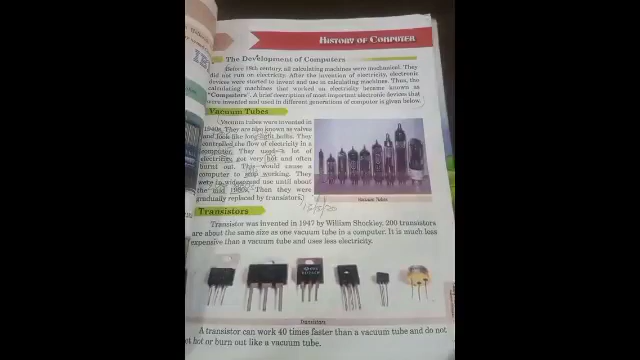 HISTORY OF COMPUTER
The Development of Computers
Before 19th century, all calculating machines were mechanical. They
did not run on electricity. After the invention of electricity, electronic
devices were started to invent and use in calculating machines. Thus, the
calculating machines that worked on electricity became known as
"Computers". A brief description of most important electronic devices that
were invented and used in different generations of computer is given below.
Vacuum Tubes
Vacuum tubes were invented in
1940s. They are also known as valves
and look like long light bulbs. They
controlled the flow of electricity in a
computer. They used a lot of
electricity, got very hot and often
burnt out. This would cause a
computer to stop working. They
were in widespread use until about
the mid 1960s. Then they were
gradually replaced by transistors.
Vacuum Tubes
Transistors
Transistor was invented in 1947 by William Shockley. 200 transistors
are about the same size as one vacuum tube in a computer. It is much less
expensive than a vacuum tube and uses less electricity.
Transistors
A transistor can work 40 times faster than a vacuum tube and do not
et hot or burn out like a vacuum tube.